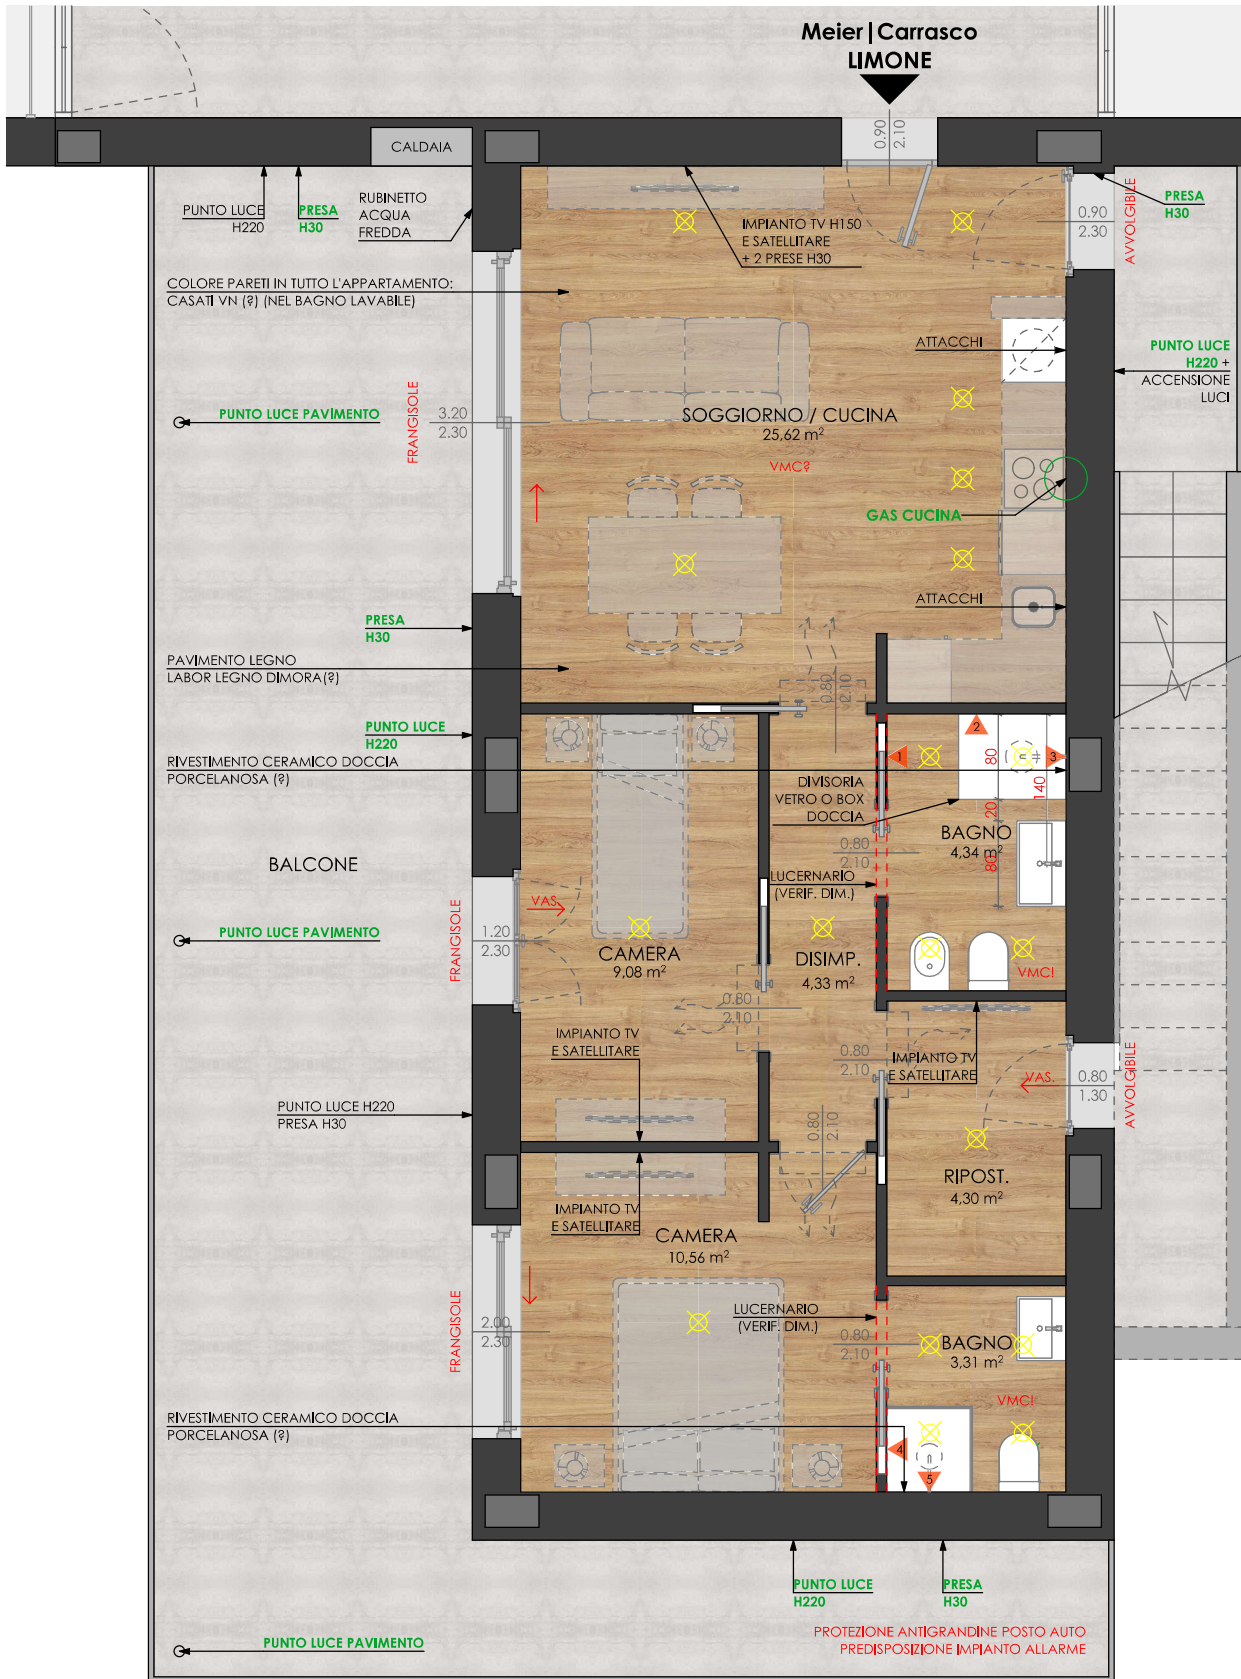 Meier | Carrasco
LIMONE
0.90
2.10
CALDAIA
PUNTO LUCE
H220
PRESA
H30
RUBINETTO
ACQUA
FREDDA
IMPIANTO TV H150
E SATELLITARE
+ 2 PRESE H30
0.90
2.30
AVVOLGIBILE
PRESA
H30
COLORE PARETI IN TUTTO L'APPARTAMENTO:
CASATI VN (?) (NEL BAGNO LAVABILE)
ATTACCHI
PUNTO LUCE
H220 +
ACCENSIONE
LUCI
PUNTO LUCE PAVIMENTO
FRANGISOLE
3.20
2.30
SOGGIORNO / CUCINA
25,62 m²
VMC?
GAS CUCINA
ATTACCHI
PRESA
H30
PAVIMENTO LEGNO
LABOR LEGNO DIMORA(?)
0.80
2.10
PUNTO LUCE
H220
RIVESTIMENTO CERAMICO DOCCIA
PORCELANOSA (?)
1
2
3
80
140
20
80
DIVISORIA
VETRO O BOX
DOCCIA
BAGNO
4,34 m²
0.80
2.10
BALCONE
LUCERNARIO
(VERIF. DIM.)
VAS.
FRANGISOLE
1.20
2.30
PUNTO LUCE PAVIMENTO
CAMERA
9,08 m²
DISIMP.
4,33 m²
VMC!
0.80
2.10
IMPIANTO TV
E SATELLITARE
0.80
2.10
IMPIANTO TV
E SATELLITARE
VAS.
0.80
1.30
AVVOLGIBILE
PUNTO LUCE H220
PRESA H30
0.80
2.10
RIPOST.
4,30 m²
IMPIANTO TV
E SATELLITARE
CAMERA
10,56 m²
FRANGISOLE
2.00
2.30
LUCERNARIO
(VERIF. DIM.)
0.80
2.10
BAGNO
3,31 m²
VMC!
RIVESTIMENTO CERAMICO DOCCIA
PORCELANOSA (?)
4
5
PUNTO LUCE
H220
PRESA
H30
PROTEZIONE ANTIGRANDINE POSTO AUTO
PREDISPOSIZIONE IMPIANTO ALLARME
PUNTO LUCE PAVIMENTO